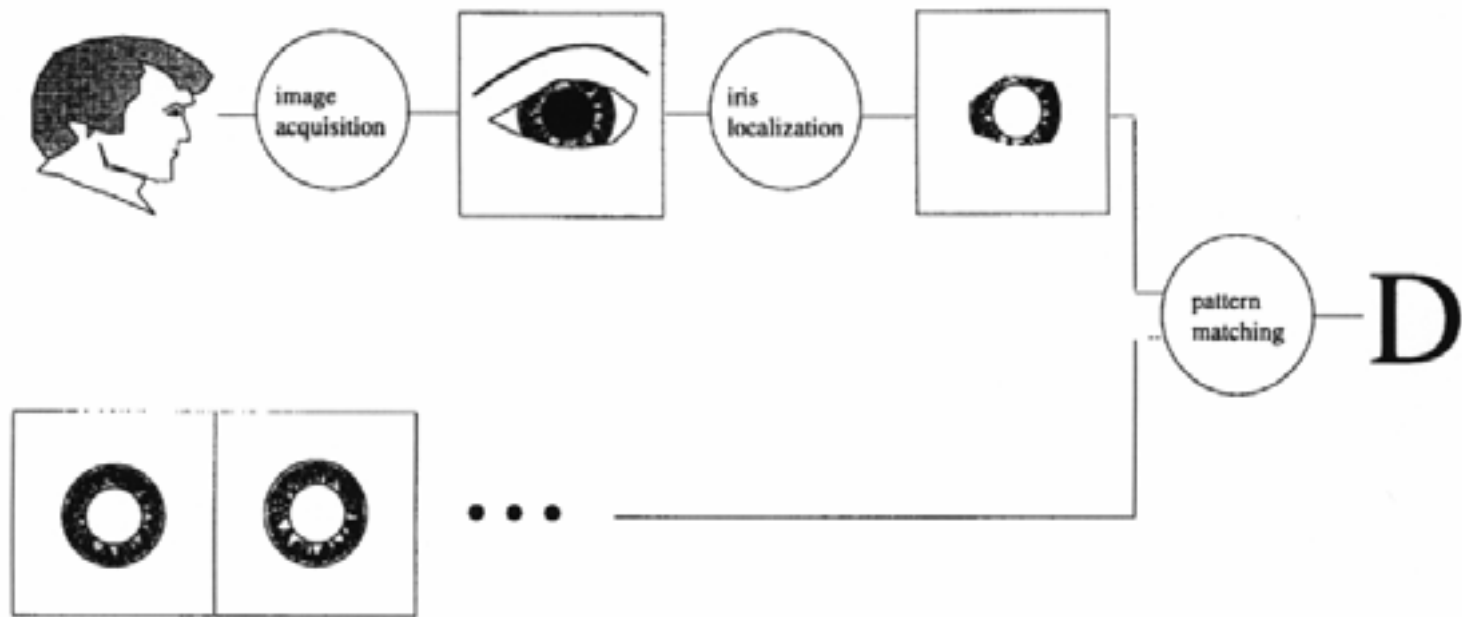 image
acquisition
iris
localization
pattern
matching
D